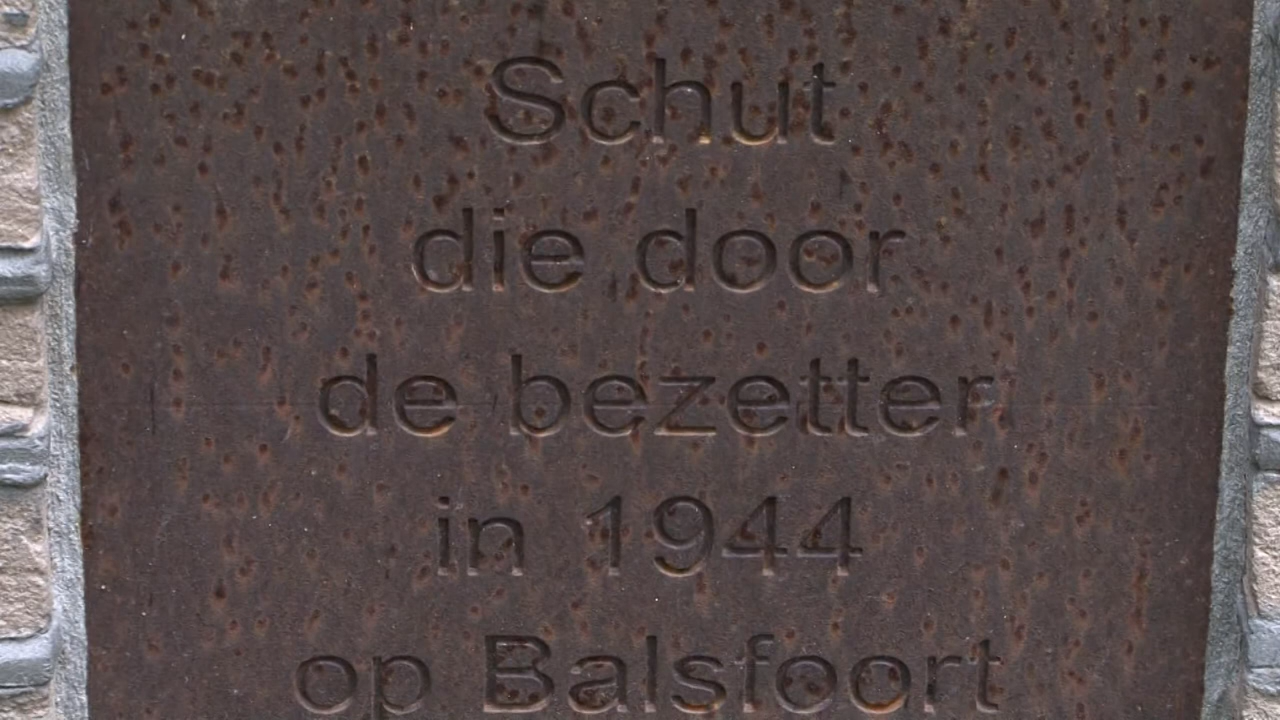 Schut
die door
de bezetter
in 1944
op Balsfoort